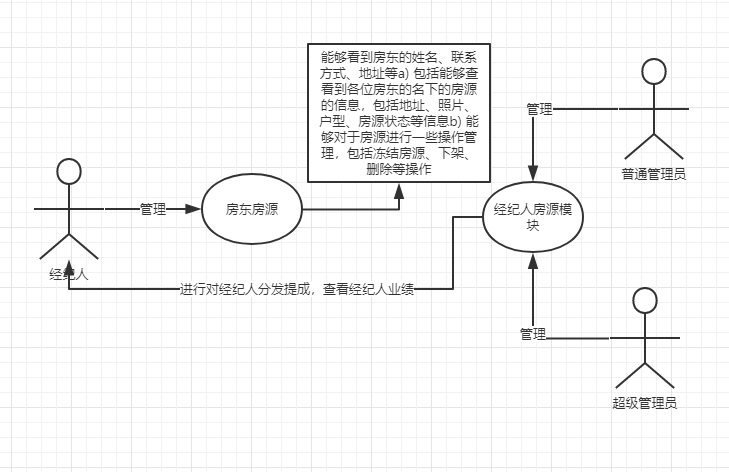 能够看到房东的姓名、联系
方式、地址等a) 包括能够查
看到各位房东的名下的房源
的信息.，包括地址、照片、
户型、房源状态等信息b) 能
够对于房源进行一些操作管
理，包括冻结房源、下架、
删除等操作
管理
普通管理员
管理
房东房源
经纪人房源模
块
经纪人
进行对经纪人分发提成，查看经纪人业绩
管理
超级管理员